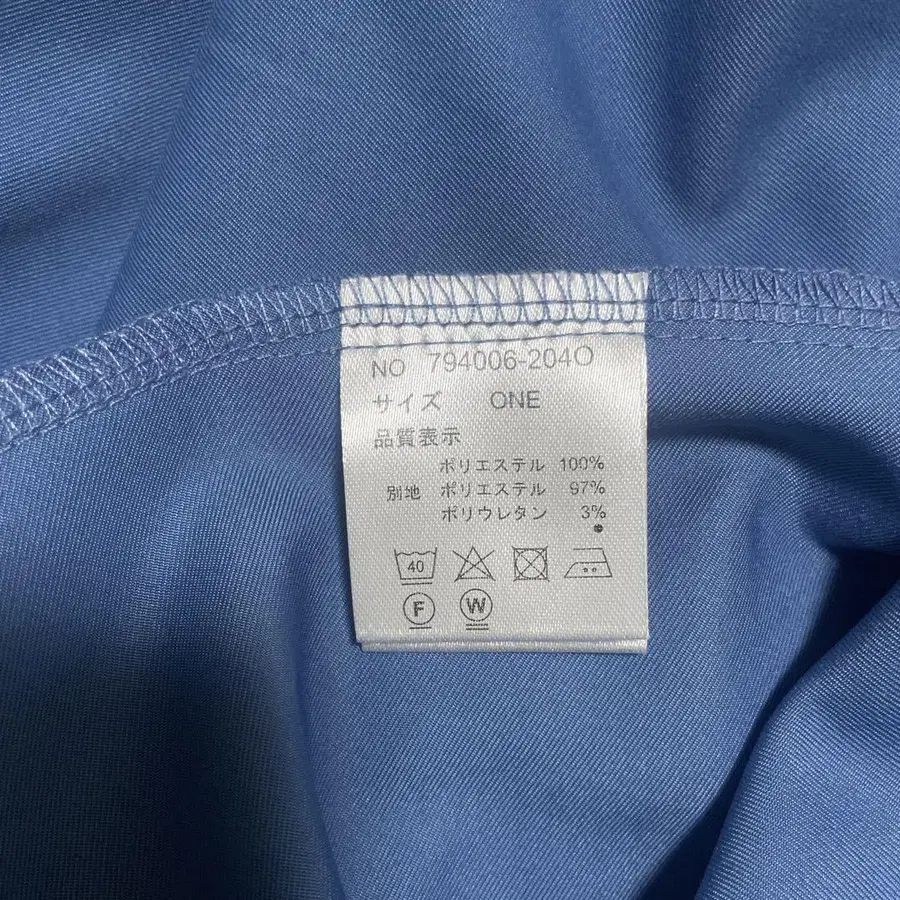 NO 794006-204O
サイズ ONE
品質表示
ポリエステル 100%
別地 ポリエステル 97%
ポリウレタン 3%
40
F W